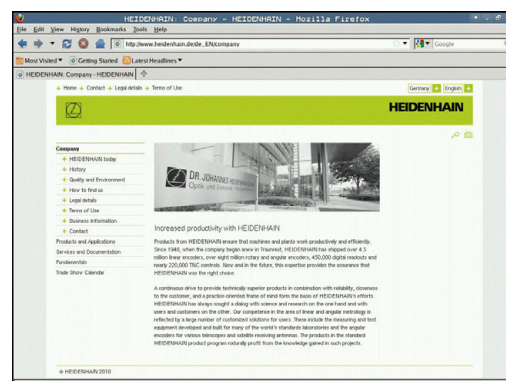 HEIDENHAIN: Company - HEIDENHAIN - Mozilla Firefox
File Edit View History Bookmarks Tools Help
http://www.heidenhain.de/de_EN/company
Google
Most Visited Getting Started Latest Headlines
HEIDENHAIN: Company - HEIDENHAIN
Home Contact Legal details Terms of Use Germany English
HEIDENHAIN
Company
HEIDENHAIN today
History
Quality and Environment
How to find us
Legal details
Terms of Use
Business Information
Contact
Products and Applications
Services and Documentation
Fundamentals
Trade Show Calendar
DR. JOHANNES HEIDENHAIN
Optik und
Increased productivity with HEIDENHAIN
Products from HEIDENHAIN ensure that machines and plants work productively and efficiently.
Since 1948, when the company began anew in Traunreut, HEIDENHAIN has shipped over 4.5
million linear encoders, over eight million rotary and angular encoders, 450,000 digital readouts and
nearly 220,000 TNC controls. Now and in the future, this expertise provides the assurance that
HEIDENHAIN was the right choice.
A continuous drive to provide technically superior products in combination with reliability, closeness
to the customer, and a practice-oriented frame of mind form the basis of HEIDENHAIN's efforts.
HEIDENHAIN has always sought a dialog with science and research on the one hand and with
users and customers on the other. Our competence in the area of linear and angular metrology is
reflected by a large number of customized solutions for users. These include the measuring and test
equipment developed and built for many of the world's standards laboratories and the angular
encoders for various telescopes and satellite receiving antennas. The products in the standard
HEIDENHAIN product program naturally profit from the knowledge gained in such projects.
© HEIDENHAIN 2010